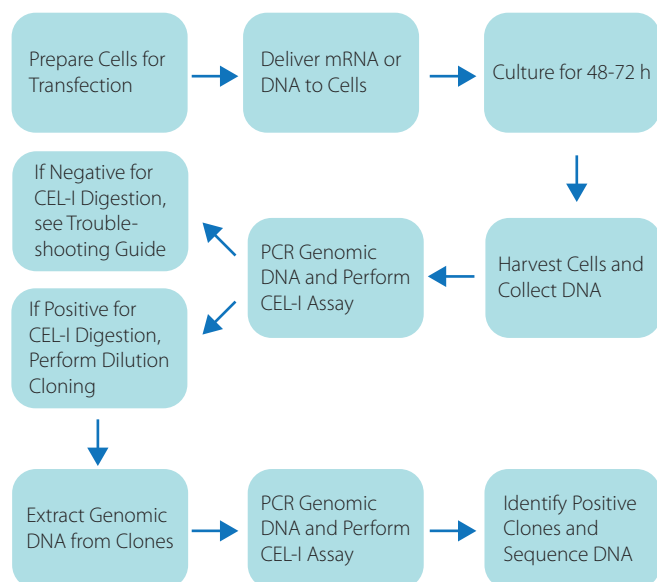 Prepare Cells for
Transfection
Deliver mRNA or
DNA to Cells
Culture for 48-72 h
Harvest Cells and
Collect DNA
PCR Genomic
DNA and Perform
CEL-I Assay
If Negative for
CEL-I Digestion,
see Trouble-
shooting Guide
If Positive for
CEL-I Digestion,
Perform Dilution
Cloning
Extract Genomic
DNA from Clones
PCR Genomic
DNA and Perform
CEL-I Assay
Identify Positive
Clones and
Sequence DNA